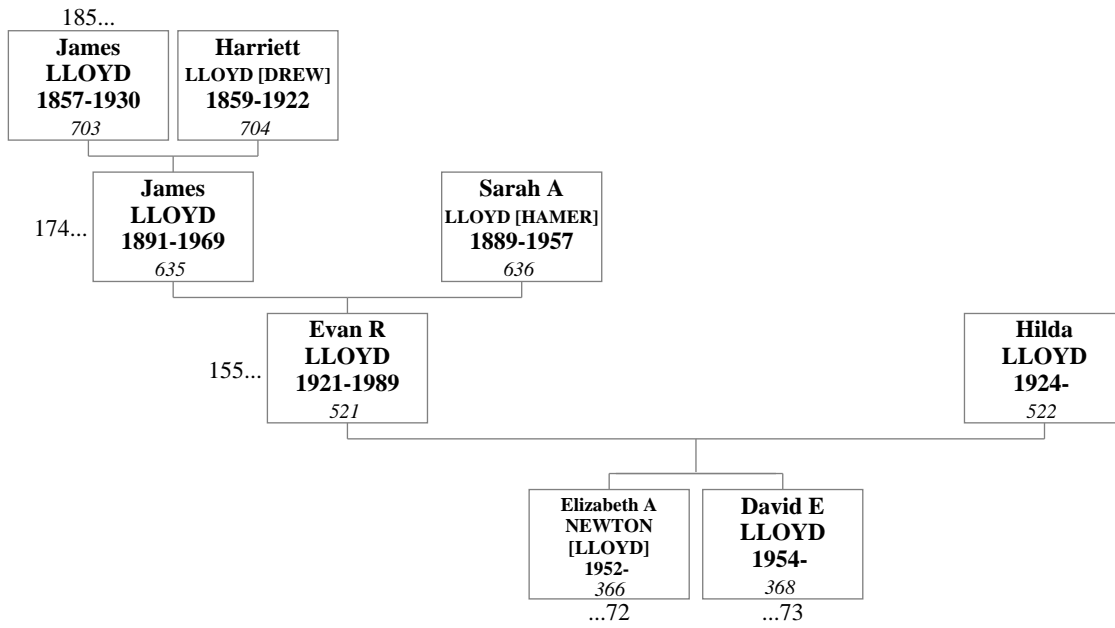 185...
James
LLOYD
1857-1930
703
Harriett
LLOYD [DREW]
1859-1922
704
174...
James
LLOYD
1891-1969
635
Sarah A
LLOYD [HAMER]
1889-1957
636
155...
Evan R
LLOYD
1921-1989
521
Hilda
LLOYD
1924-
522
Elizabeth A
NEWTON
[LLOYD]
1952-
366
...72
David E
LLOYD
1954-
368
...73